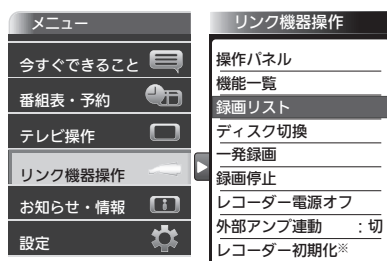 メニュー
今すぐできること
番組表・予約
テレビ操作
リンク機器操作
お知らせ・情報
設定
リンク機器操作
操作パネル
機能一覧
録画リスト
ディスク切換
一発録画
録画停止
レコーダー電源オフ
外部アンプ連動 ：切
レコーダー初期化※